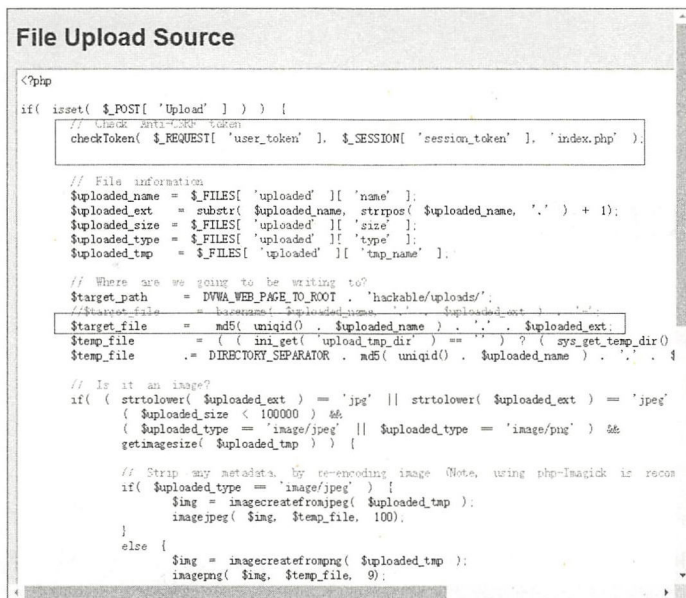 File Upload Source
<?php
if( isset( $_POST[ 'Upload' ] ) ) {
// Check Anti-CSRF token
checkToken( $_REQUEST[ 'user_token' ], $_SESSION[ 'session_token' ], 'index.php' );
// File information
$uploaded_name = $_FILES[ 'uploaded' ][ 'name' ];
$uploaded_ext = substr( $uploaded_name, strrpos( $uploaded_name, '.' ) + 1);
$uploaded_size = $_FILES[ 'uploaded' ][ 'size' ];
$uploaded_type = $_FILES[ 'uploaded' ][ 'type' ];
$uploaded_tmp = $_FILES[ 'uploaded' ][ 'tmp_name' ];
// Where are we going to be writing to?
$target_path = DVWA_WEB_PAGE_TO_ROOT . 'hackable/uploads/';
//$target_file = basename( $uploaded_name, '.' . $uploaded_ext ) . '-';
$target_file = md5( uniqid() . $uploaded_name ) . '.' . $uploaded_ext;
$temp_file = ( ( ini_get( 'upload_tmp_dir' ) == '' ) ? ( sys_get_temp_dir()
$temp_file .= DIRECTORY_SEPARATOR . md5( uniqid() . $uploaded_name ) . '.' . $
// Is it an image?
if( ( strtolower( $uploaded_ext ) == 'jpg' || strtolower( $uploaded_ext ) == 'jpeg'
( $uploaded_size < 100000 ) &&
( $uploaded_type == 'image/jpeg' || $uploaded_type == 'image/png' ) &&
getimagesize( $uploaded_tmp ) ) {
// Strip any metadata, by re-encoding image (Note, using php-Imagick is recom
if( $uploaded_type == 'image/jpeg' ) {
$img = imagecreatefromjpeg( $uploaded_tmp );
imagejpeg( $img, $temp_file, 100);
}
else {
$img = imagecreatefrompng( $uploaded_tmp );
imagepng( $img, $temp_file, 9);